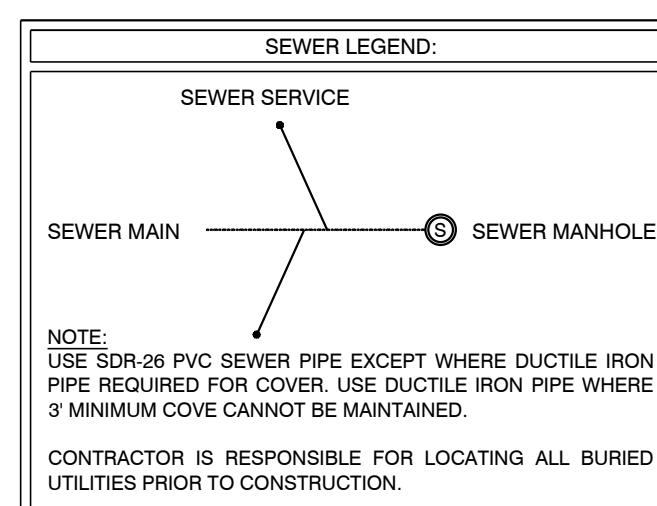 SEWER LEGEND:
SEWER SERVICE
SEWER MAIN
S
SEWER MANHOLE
NOTE:
USE SDR-26 PVC SEWER PIPE EXCEPT WHERE DUCTILE IRON
PIPE REQUIRED FOR COVER. USE DUCTILE IRON PIPE WHERE
3' MINIMUM COVE CANNOT BE MAINTAINED.
CONTRACTOR IS RESPONSIBLE FOR LOCATING ALL BURIED
UTILITIES PRIOR TO CONSTRUCTION.